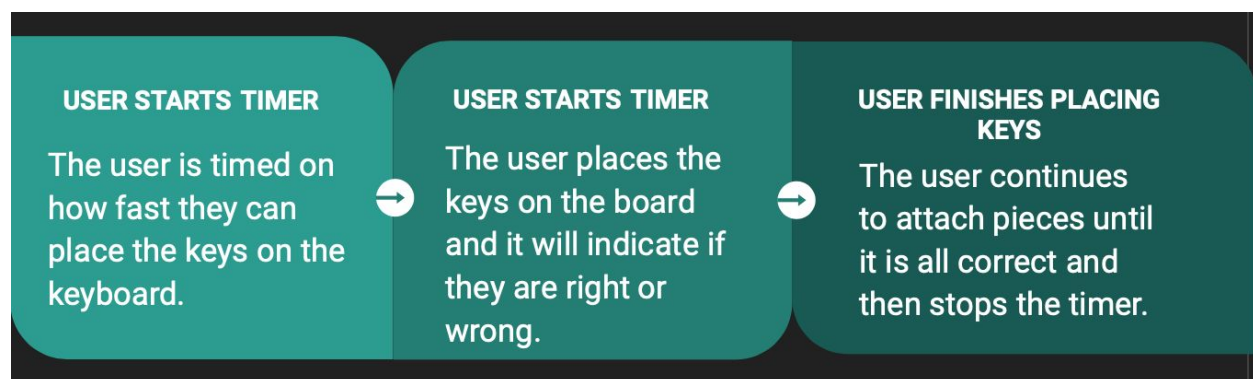 USER STARTS TIMER
The user is timed on
how fast they can
place the keys on the
keyboard.
USER STARTS TIMER
The user places the
keys on the board
and it will indicate if
they are right or
wrong.
USER FINISHES PLACING
KEYS
The user continues
to attach pieces until
it is all correct and
then stops the timer.